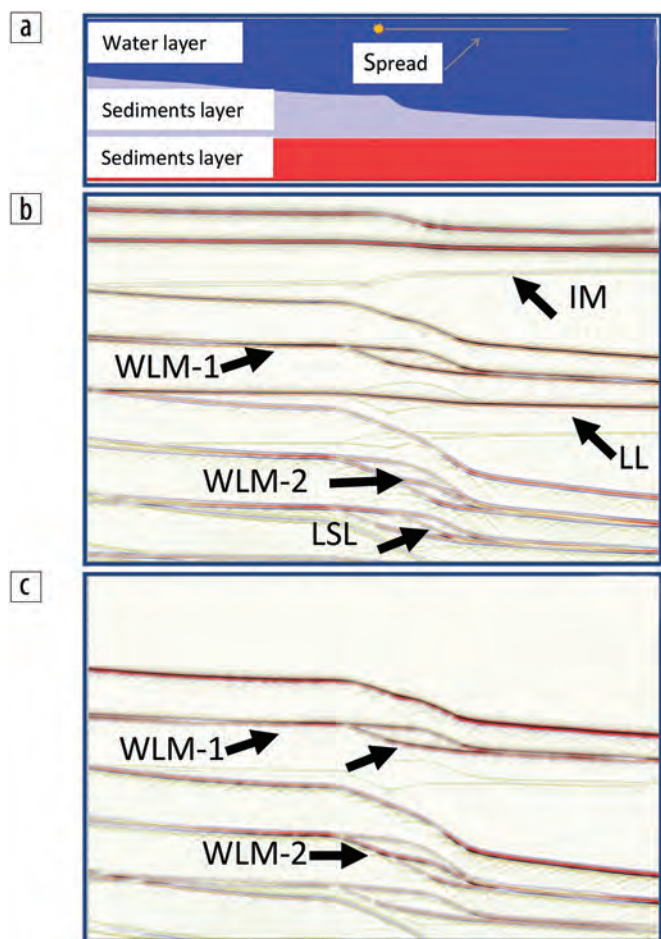 a
Water layer
Spread
Sediments layer
Sediments layer
b
IM
WLM-1
LL
WLM-2
LSL
c
WLM-1
WLM-2